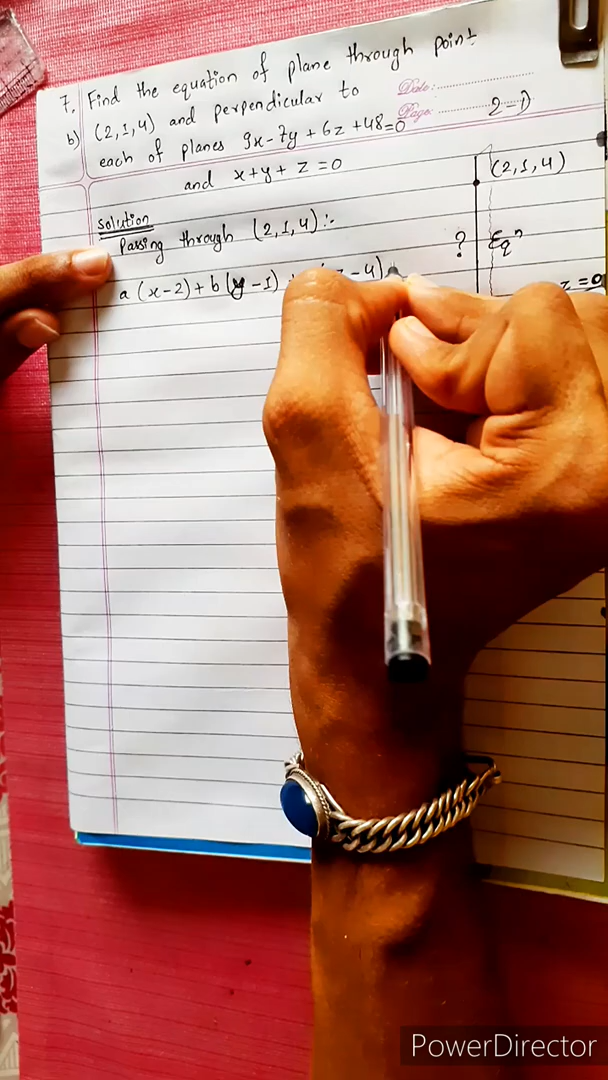 7. Find the equation of plane through point
b) (2,1,4) and perpendicular to
Date:
each of planes 9x-7y+6z+48=0
Page:
2-1)
and x+y+z=0
(2,1,4)
Solution
Passing through (2,1,4):-
? Eqⁿ
a(x-2)+b(y-1) -4)
z=0
PowerDirector